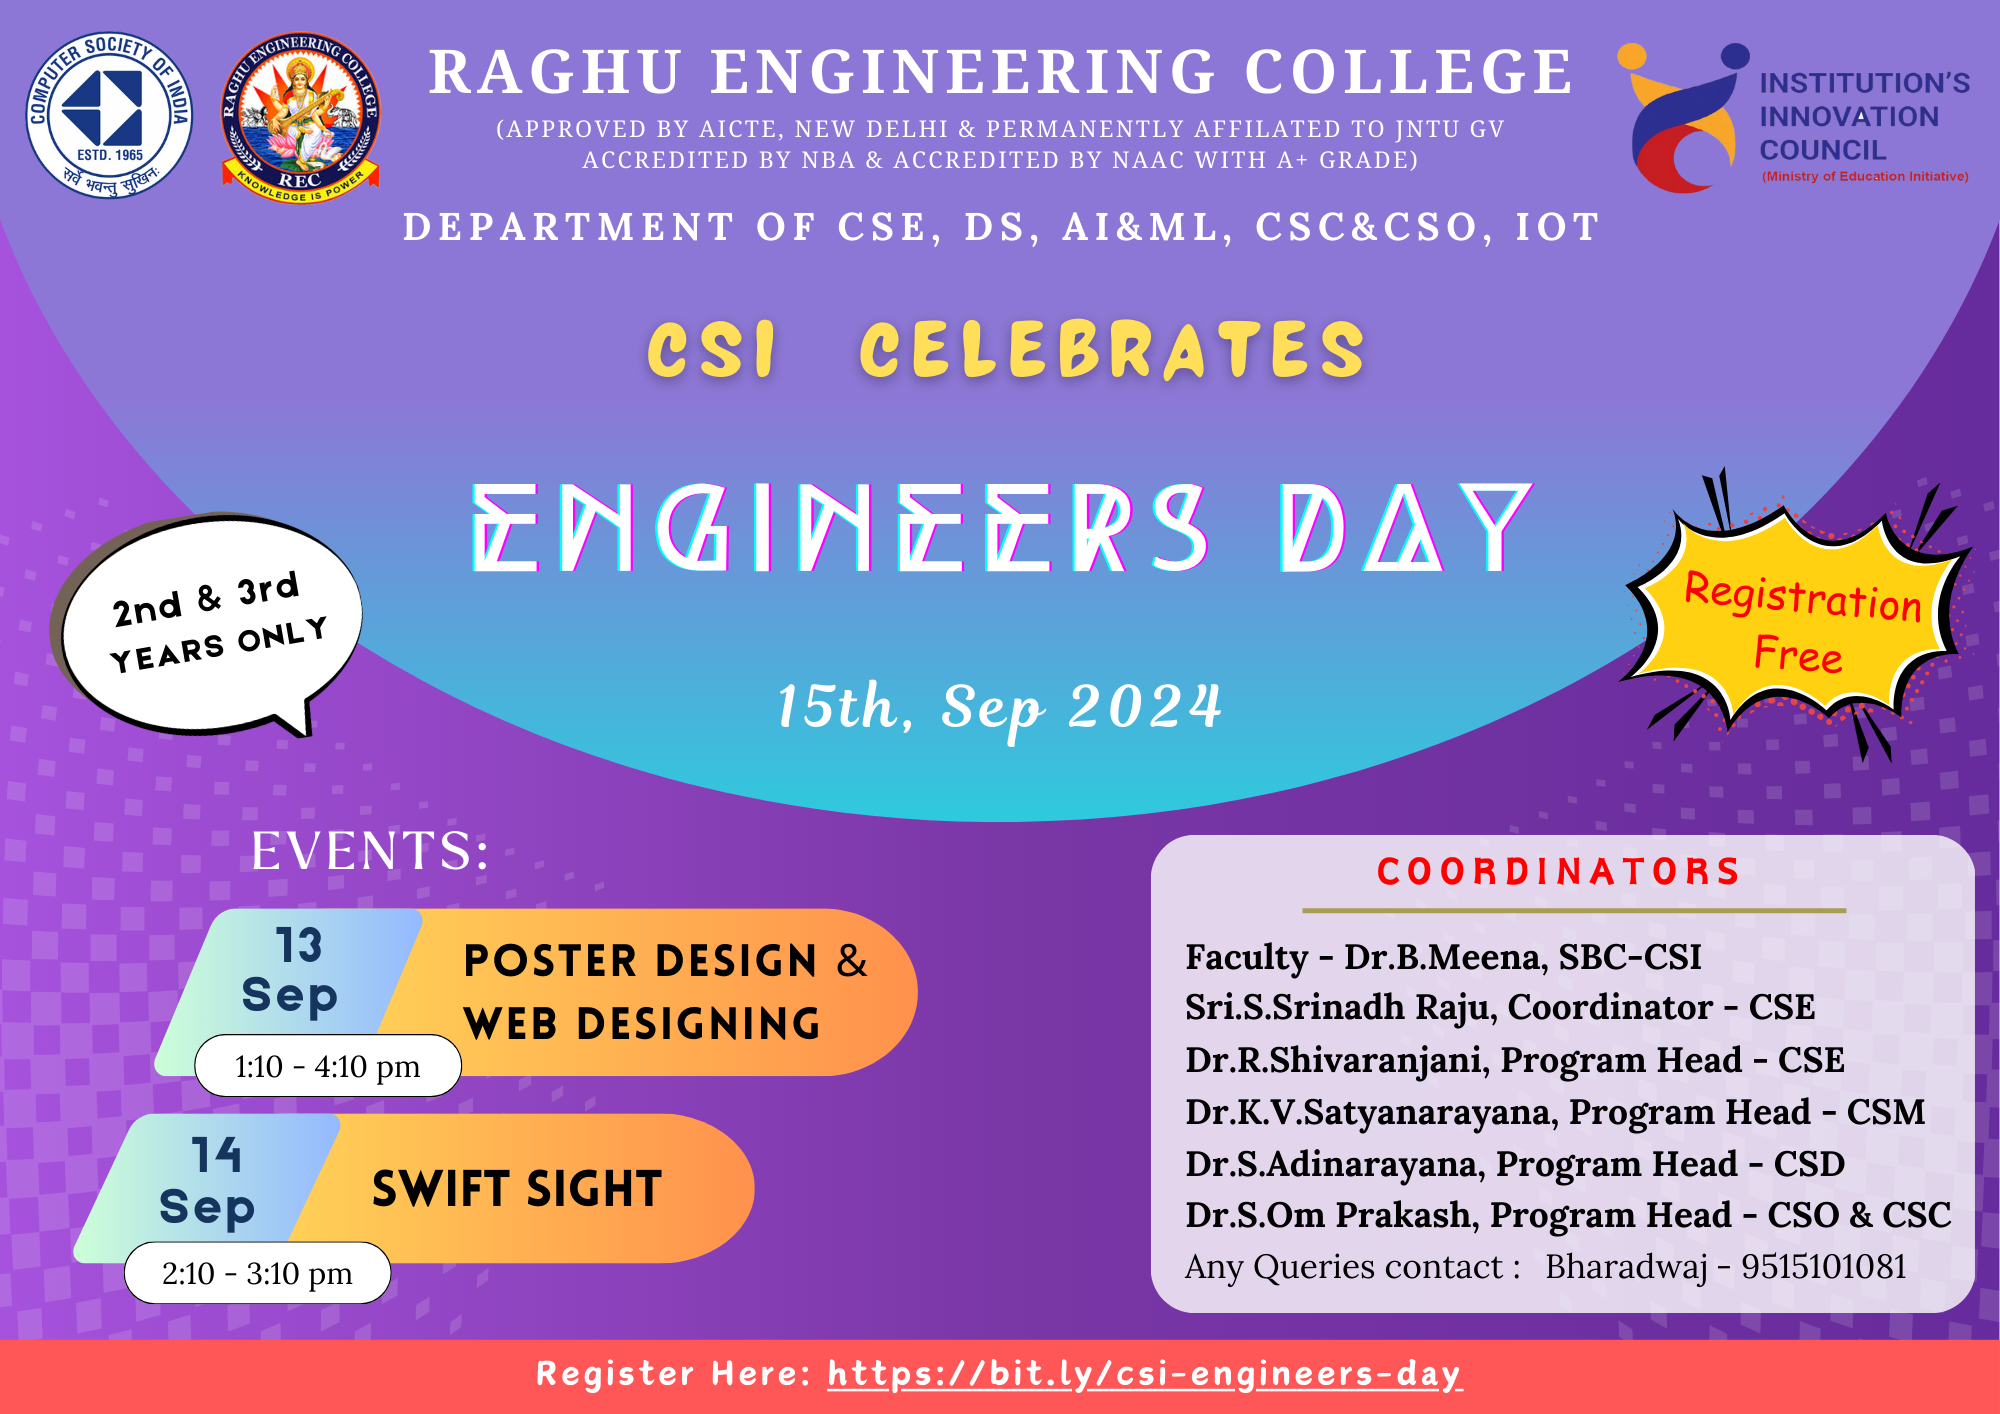 COMPUTER SOCIETY OF INDIA
ESTD. 1965
सर्वे भवन्तु सुखिनः
RAGHU ENGINEERING COLLEGE
REC
KNOWLEDGE IS POWER
RAGHU ENGINEERING COLLEGE
(APPROVED BY AICTE, NEW DELHI & PERMANENTLY AFFILATED TO JNTU GV
ACCREDITED BY NBA & ACCREDITED BY NAAC WITH A+ GRADE)
DEPARTMENT OF CSE, DS, AI&ML, CSC&CSO, IOT
INSTITUTION'S
INNOVATION
COUNCIL
(Ministry of Education Initiative)
CSI CELEBRATES
ENGINEERS DAY
15th, Sep 2024
2nd & 3rd
YEARS ONLY
Registration
Free
EVENTS:
13
Sep
1:10 - 4:10 pm
POSTER DESIGN &
WEB DESIGNING
14
Sep
2:10 - 3:10 pm
SWIFT SIGHT
COORDINATORS
Faculty - Dr.B.Meena, SBC-CSI
Sri.S.Srinadh Raju, Coordinator - CSE
Dr.R.Shivaranjani, Program Head - CSE
Dr.K.V.Satyanarayana, Program Head - CSM
Dr.S.Adinarayana, Program Head - CSD
Dr.S.Om Prakash, Program Head - CSO & CSC
Any Queries contact : Bharadwaj - 9515101081
Register Here: https://bit.ly/csi-engineers-day